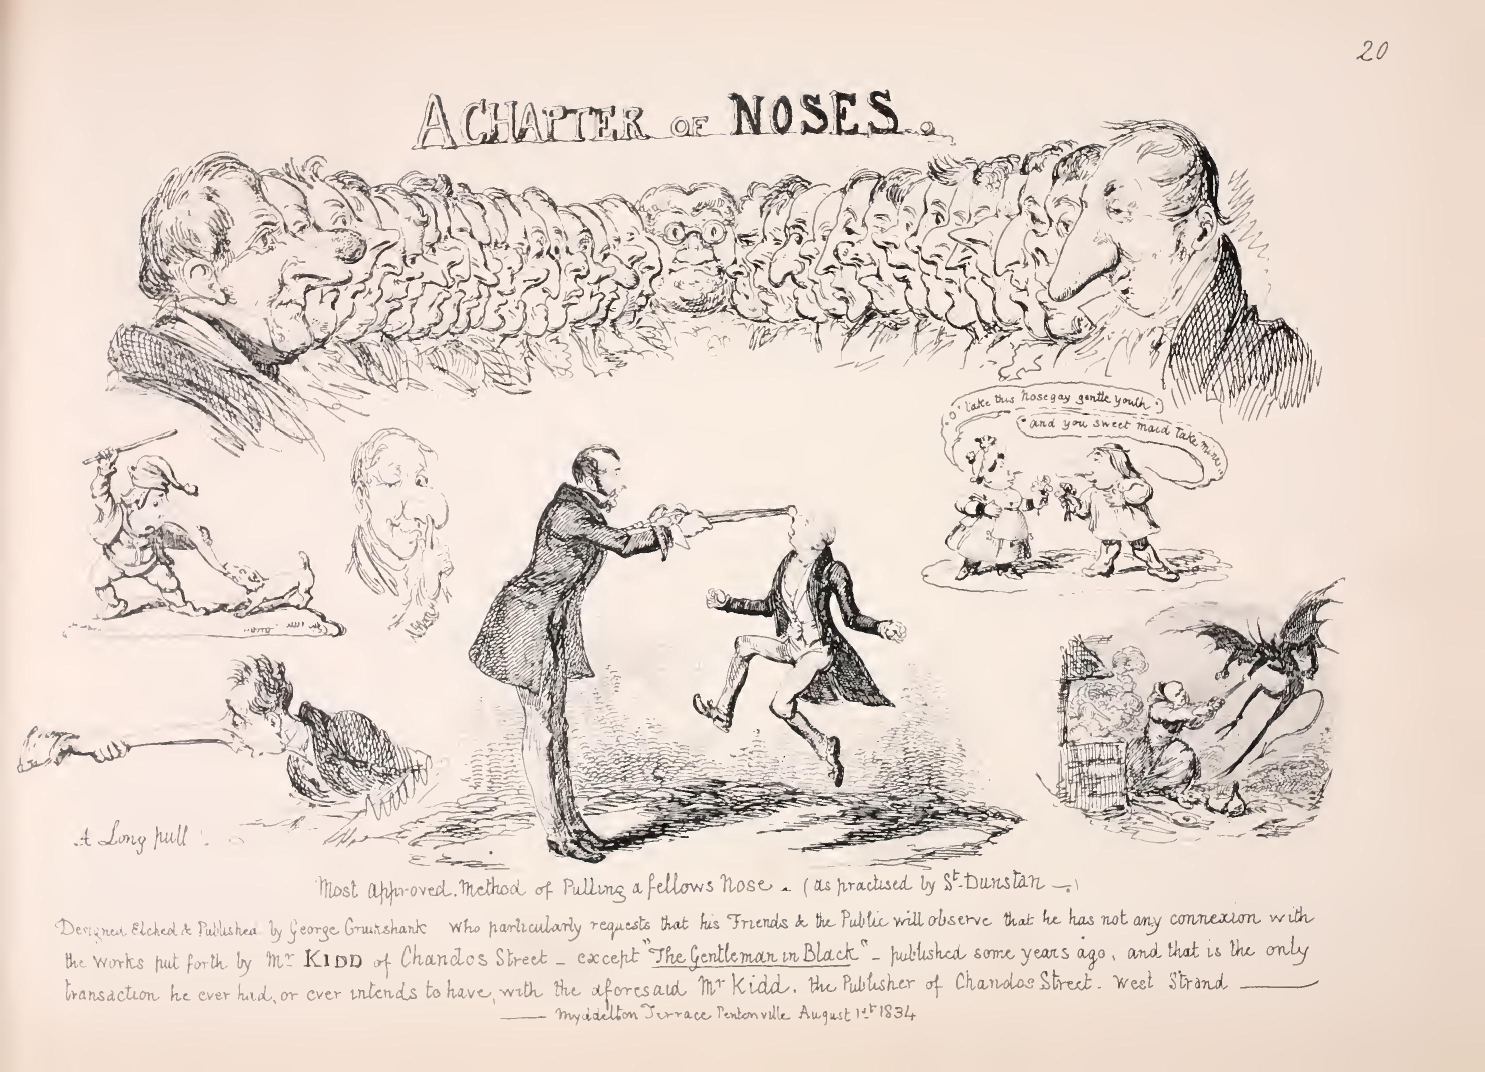 20
A CHAPTER OF NOSES.
O' take this Nosegay gentle youth
and you sweet maid take mine
A Long pull!
Most approved Method of Pulling a fellows Nose. (as practised by St. Dunstan—.)
Designed Etched & Published by George Cruikshank who particularly requests that his Friends & the Public will observe that he has not any connexion with
the works put forth by Mr KIDD of Chandos Street – except "The Gentleman in Black" – published some years ago, and that is the only
transaction he ever had, or ever intends to have, with the aforesaid Mr Kidd. the Publisher of Chandos Street. West Strand ——
—— Myddelton Terrace Pentonville August 1st 1834